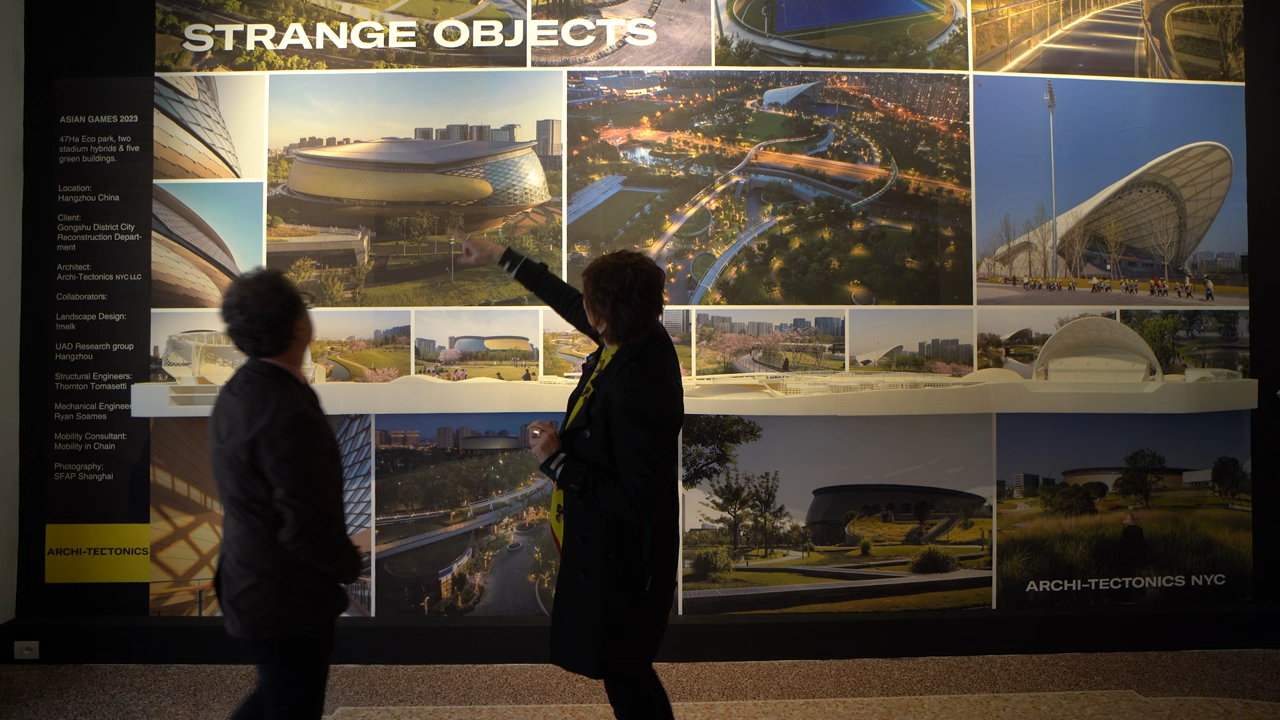 STRANGE OBJECTS
ASIAN GAMES 2023
47Ha Eco park, two
stadium hybrids & five
green buildings.
Location:
Hangzhou China
Client:
Gongshu District City
Reconstruction Depart-
ment
Architect:
Archi-Tectonics NYC LLC
Collaborators:
Landscape Design:
!melk
UAD Research group
Hangzhou
Structural Engineers:
Thornton Tomasetti
Mechanical Engineer
Ryan Soames
Mobility Consultant:
Mobility in Chain
Photography:
SFAP Shanghai
ARCHI-TECTONICS
ARCHI-TECTONICS NYC